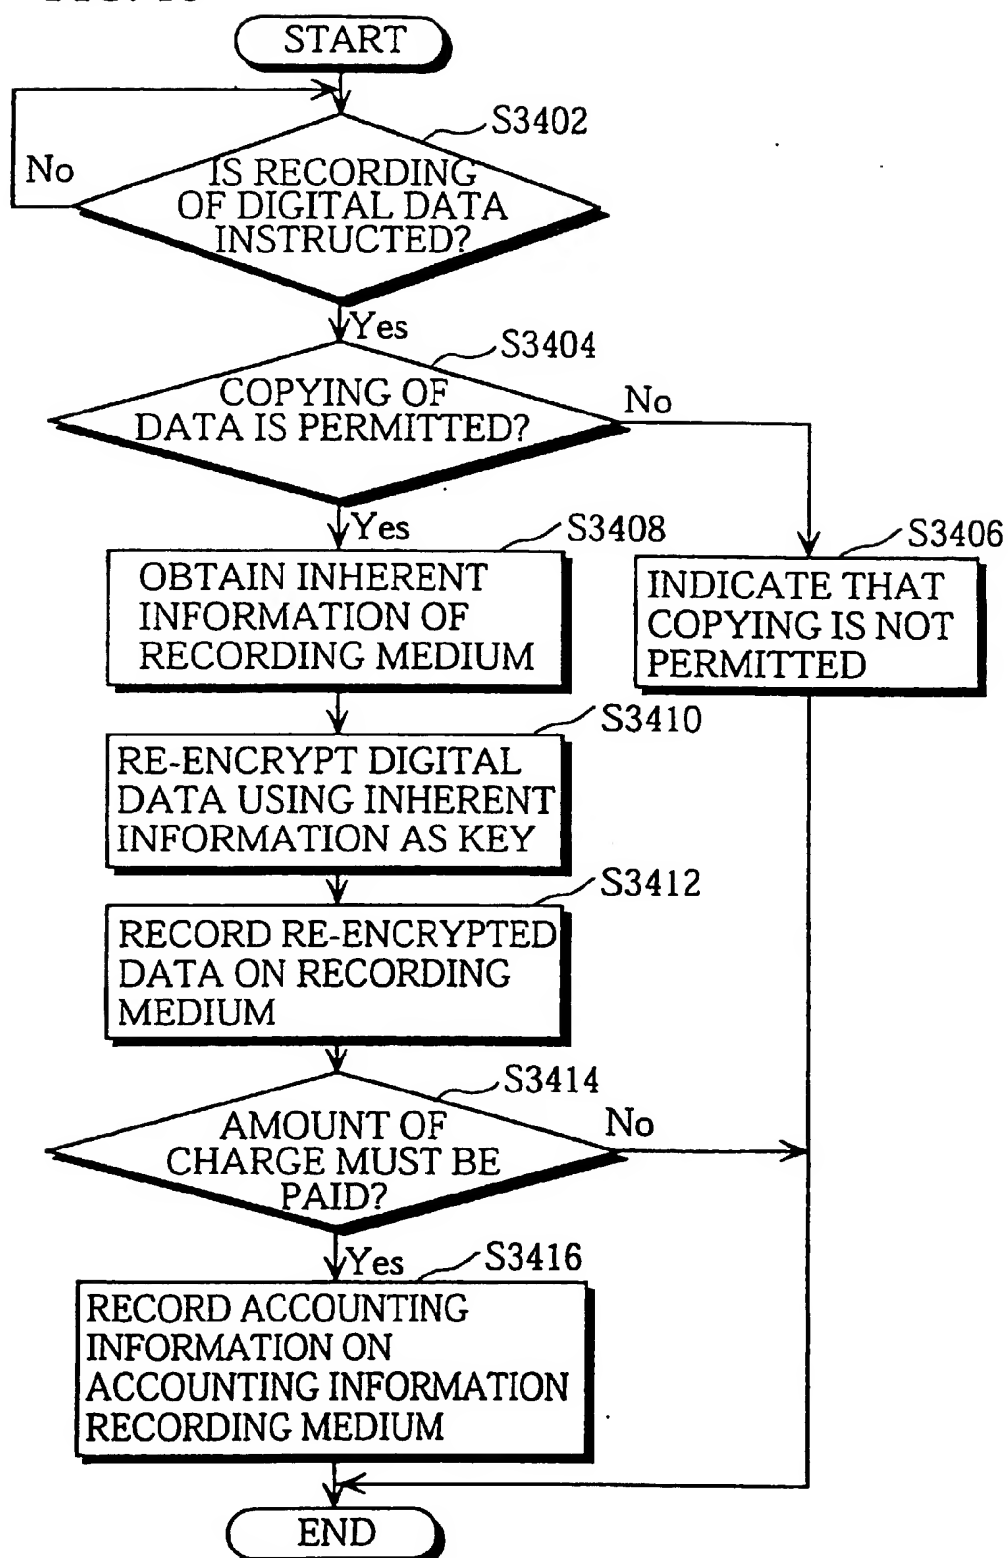 START
S3402
No
IS RECORDING
OF DIGITAL DATA
INSTRUCTED?
Yes
S3404
COPYING OF
DATA IS PERMITTED?
No
Yes
S3408
S3406
OBTAIN INHERENT
INFORMATION OF
RECORDING MEDIUM
INDICATE THAT
COPYING IS NOT
PERMITTED
S3410
RE-ENCRYPT DIGITAL
DATA USING INHERENT
INFORMATION AS KEY
S3412
RECORD RE-ENCRYPTED
DATA ON RECORDING
MEDIUM
S3414
AMOUNT OF
CHARGE MUST BE
PAID?
No
Yes
S3416
RECORD ACCOUNTING
INFORMATION ON
ACCOUNTING INFORMATION
RECORDING MEDIUM
END